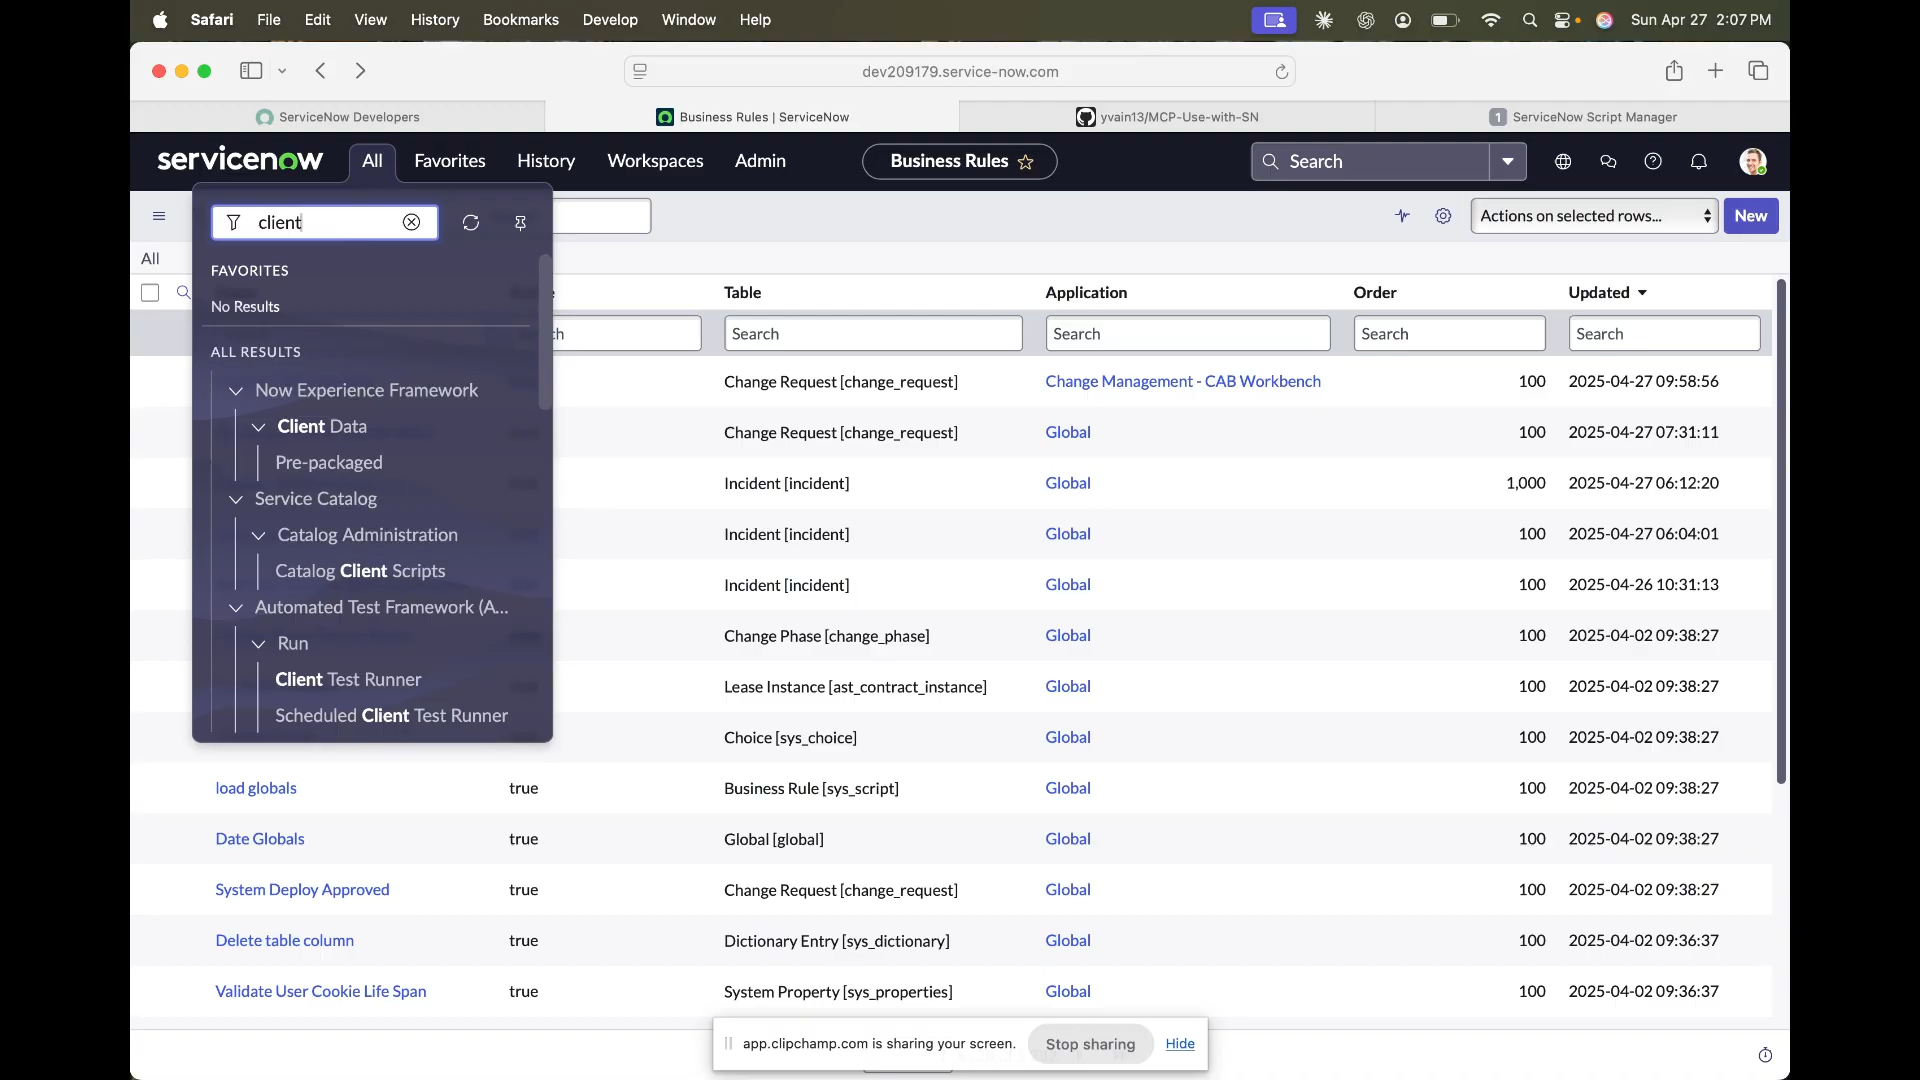 Safari File Edit View History Bookmarks Develop Window Help Sun Apr 27 2:07 PM
dev209179.service-now.com
ServiceNow Developers Business Rules | ServiceNow yvain13/MCP-Use-with-SN 1 ServiceNow Script Manager
servicenow All Favorites History Workspaces Admin Business Rules Search
client Actions on selected rows... New
All
FAVORITES
No Results
ALL RESULTS
Now Experience Framework
Client Data
Pre-packaged
Service Catalog
Catalog Administration
Catalog Client Scripts
Automated Test Framework (A...
Run
Client Test Runner
Scheduled Client Test Runner
Table Application Order Updated
Search Search Search Search
Change Request [change_request] Change Management - CAB Workbench 100 2025-04-27 09:58:56
Change Request [change_request] Global 100 2025-04-27 07:31:11
Incident [incident] Global 1,000 2025-04-27 06:12:20
Incident [incident] Global 100 2025-04-27 06:04:01
Incident [incident] Global 100 2025-04-26 10:31:13
Change Phase [change_phase] Global 100 2025-04-02 09:38:27
Lease Instance [ast_contract_instance] Global 100 2025-04-02 09:38:27
Choice [sys_choice] Global 100 2025-04-02 09:38:27
load globals true Business Rule [sys_script] Global 100 2025-04-02 09:38:27
Date Globals true Global [global] Global 100 2025-04-02 09:38:27
System Deploy Approved true Change Request [change_request] Global 100 2025-04-02 09:38:27
Delete table column true Dictionary Entry [sys_dictionary] Global 100 2025-04-02 09:36:37
Validate User Cookie Life Span true System Property [sys_properties] Global 100 2025-04-02 09:36:37
app.clipchamp.com is sharing your screen. Stop sharing Hide